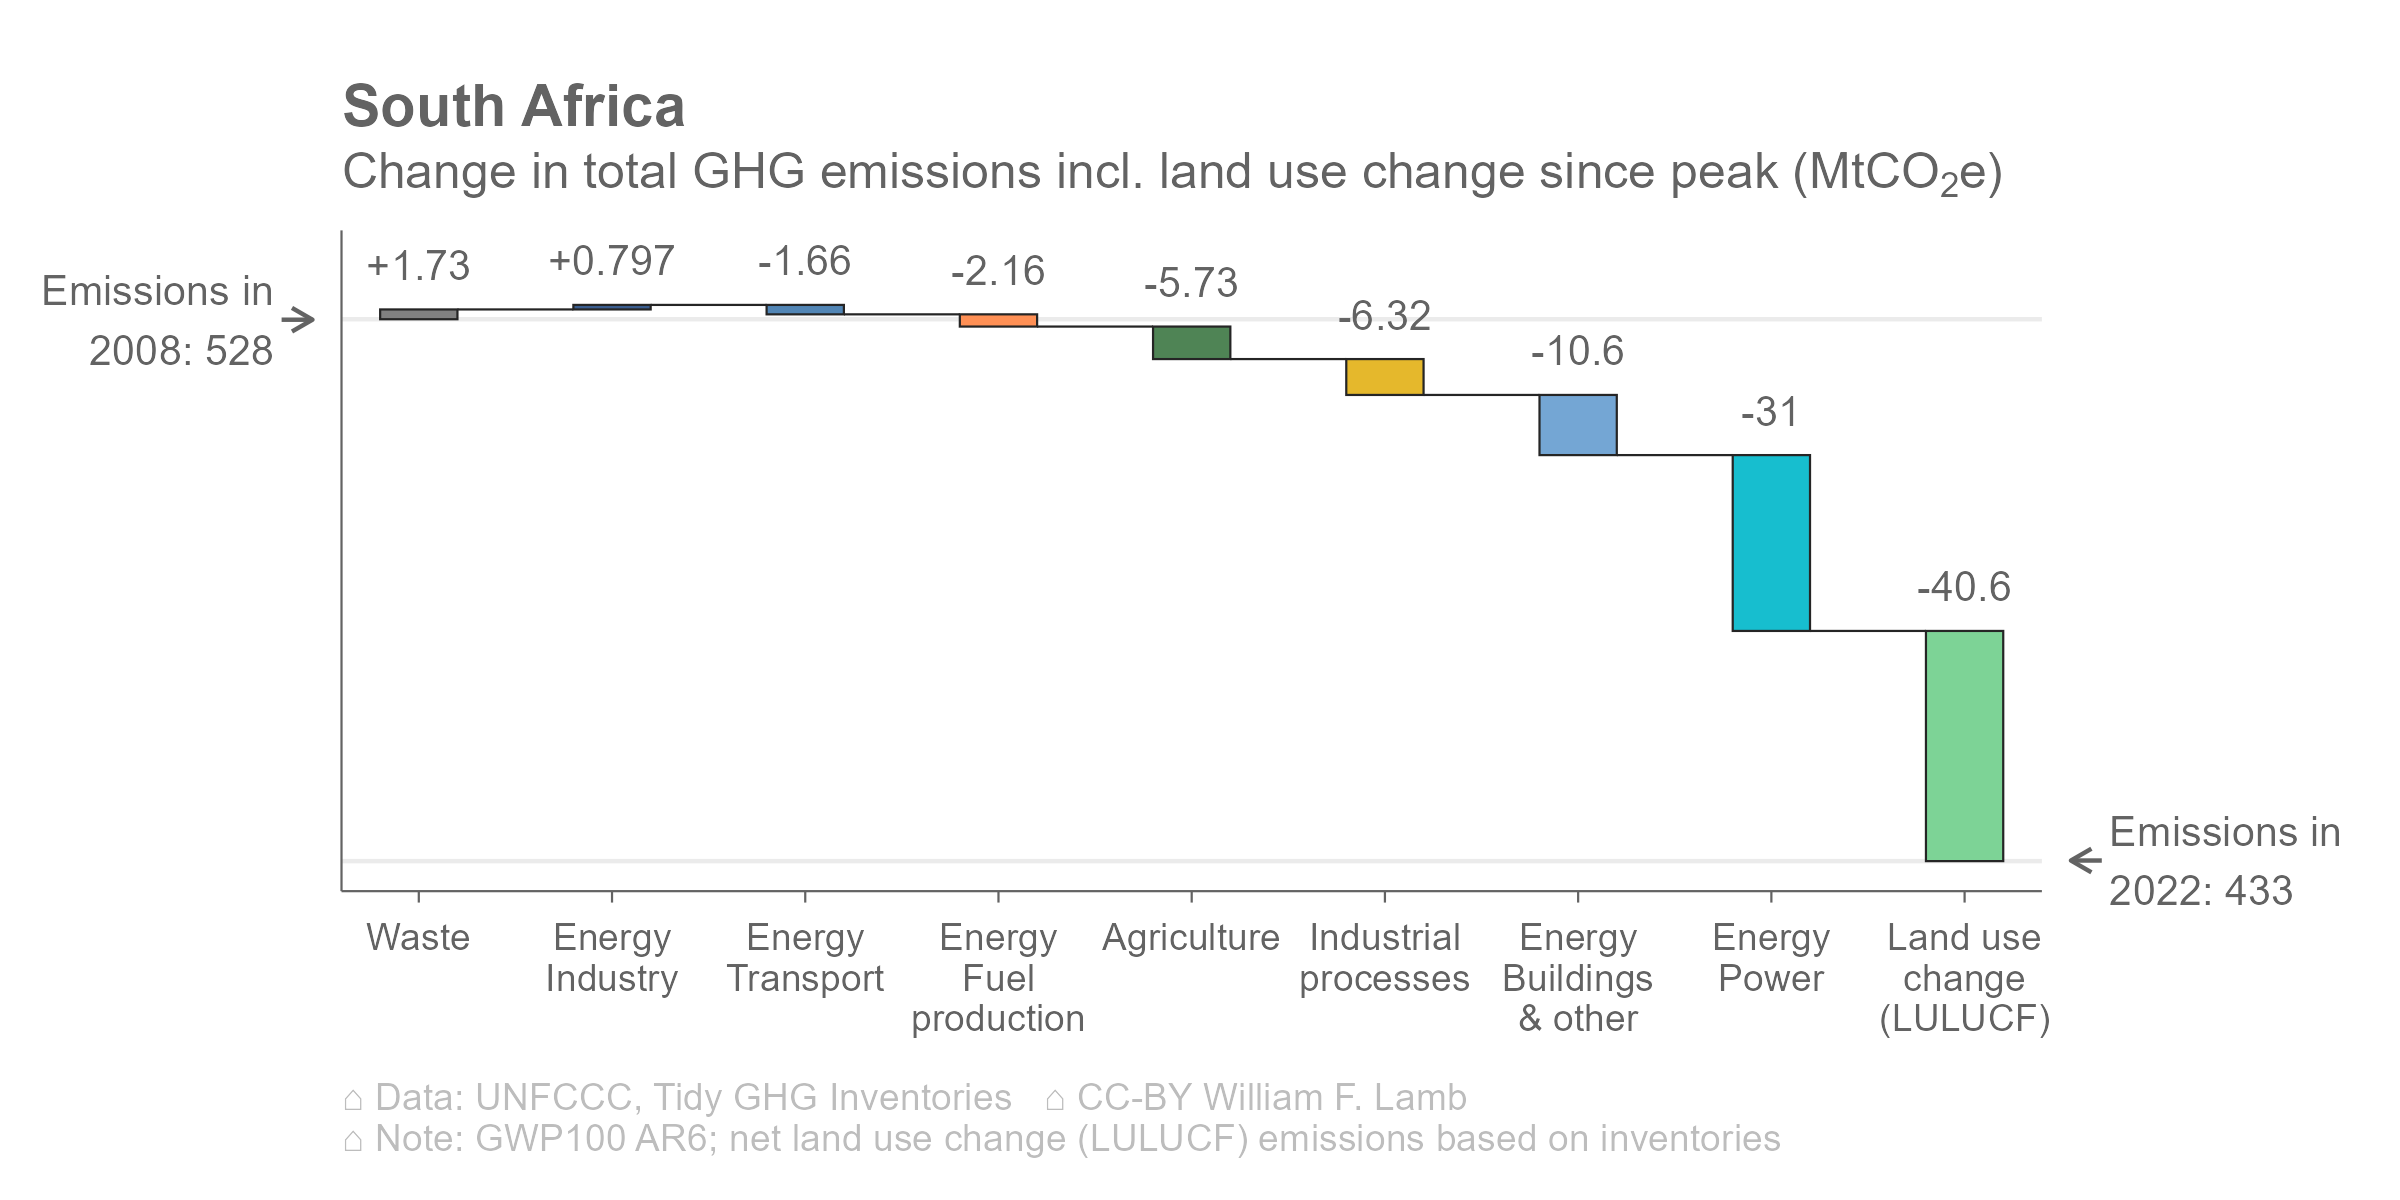 South Africa
Change in total GHG emissions incl. land use change since peak (MtCO₂e)
+1.73
+0.797
-1.66
-2.16
-5.73
-6.32
-10.6
-31
-40.6
Emissions in
2008: 528
Emissions in
2022: 433
Waste
Energy
Industry
Energy
Transport
Energy
Fuel
production
Agriculture
Industrial
processes
Energy
Buildings
& other
Energy
Power
Land use
change
(LULUCF)
⌂ Data: UNFCCC, Tidy GHG Inventories ⌂ CC-BY William F. Lamb
⌂ Note: GWP100 AR6; net land use change (LULUCF) emissions based on inventories